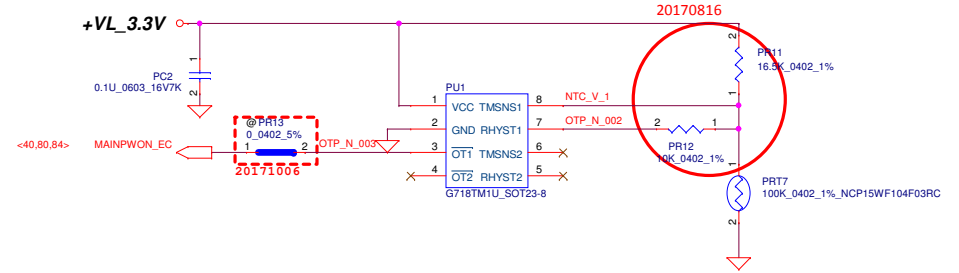 20170816
+VL_3.3V
2
PR11
16.5K_0402_1%
1
1
PC2
0.1U_0603_16V7K
2
PU1
1 VCC TMSNS1 8 NTC_V_1
2 GND RHYST1 7 OTP_N_002 2 1
PR12
10K_0402_1%
@PR13
0_0402_5%
<40,80,84> MAINPWON_EC 1 2 OTP_N_003 3 OT1 TMSNS2 6
20171006
4 OT2 RHYST2 5
G718TM1U_SOT23-8
1
PRT7
100K_0402_1%_NCP15WF104F03RC
2